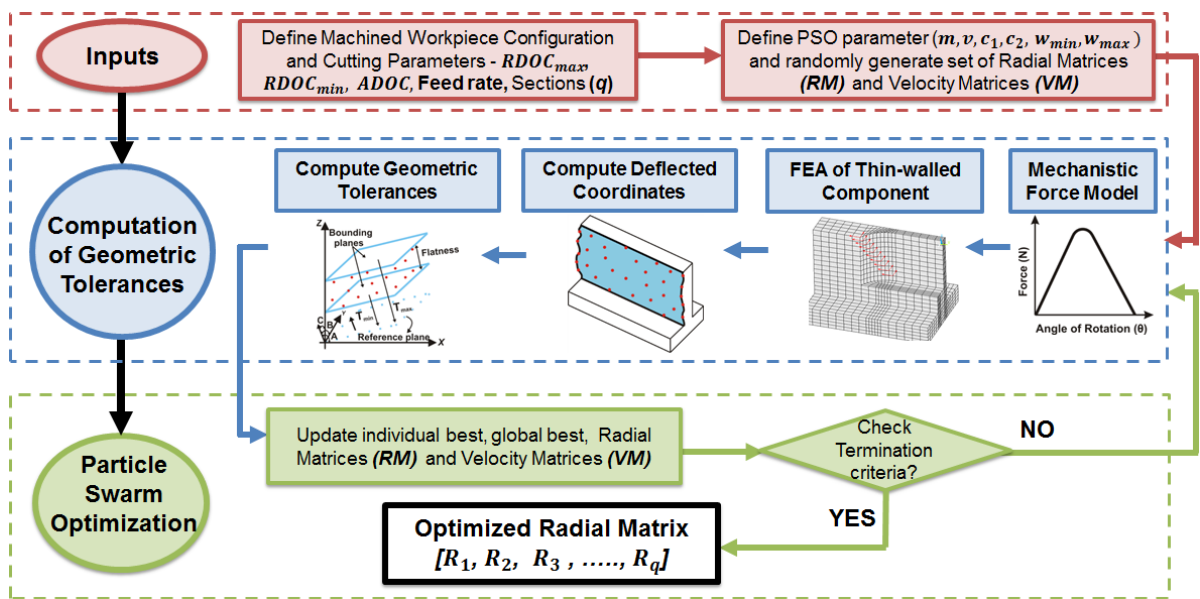 Inputs
Define Machined Workpiece Configuration
and Cutting Parameters - RDOCmax,
RDOCmin, ADOC, Feed rate, Sections (q)
Define PSO parameter (m, v, c1, c2, wmin, wmax )
and randomly generate set of Radial Matrices
(RM) and Velocity Matrices (VM)
Computation
of Geometric
Tolerances
Compute Geometric
Tolerances
Compute Deflected
Coordinates
FEA of Thin-walled
Component
Mechanistic
Force Model
Z
Bounding
planes
Flatness
Tmin
Tmax
C
B
A
Y
Reference plane
X
Force (N)
Angle of Rotation (θ)
Particle
Swarm
Optimization
Update individual best, global best, Radial
Matrices (RM) and Velocity Matrices (VM)
Check
Termination
criteria?
NO
YES
Optimized Radial Matrix
[R1, R2, R3 , ....., Rq]